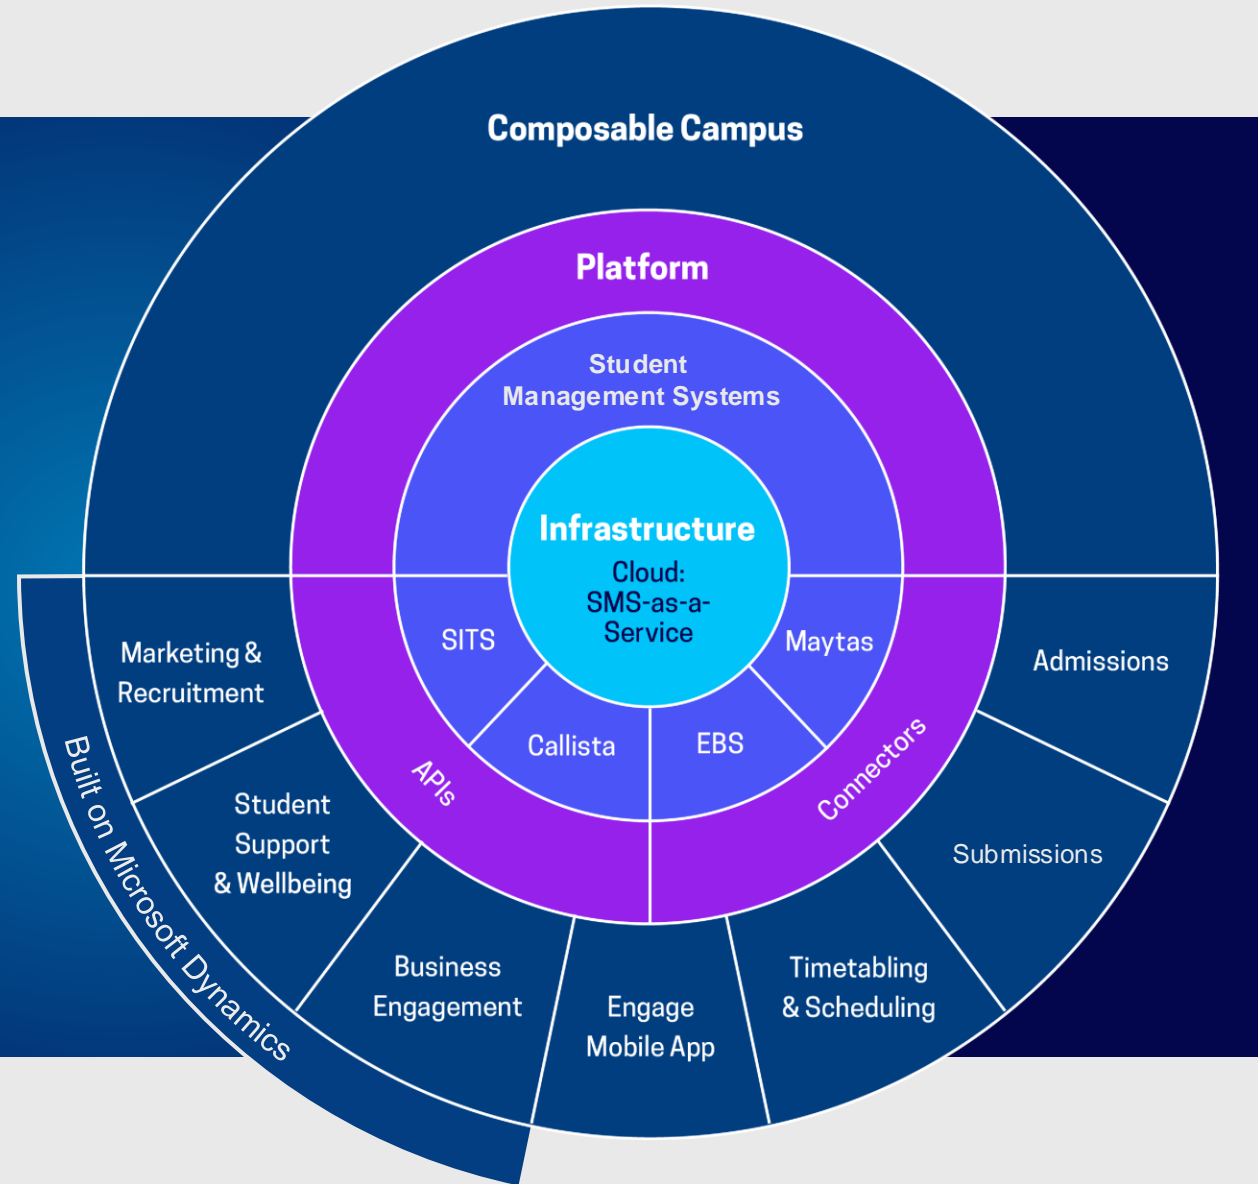 Composable Campus
Platform
Student
Management Systems
Infrastructure
Cloud:
SMS-as-a-
Service
SITS
Callista
EBS
Maytas
APIs
Connectors
Marketing &
Recruitment
Student
Support
& Wellbeing
Business
Engagement
Engage
Mobile App
Timetabling
& Scheduling
Submissions
Admissions
Built on Microsoft Dynamics